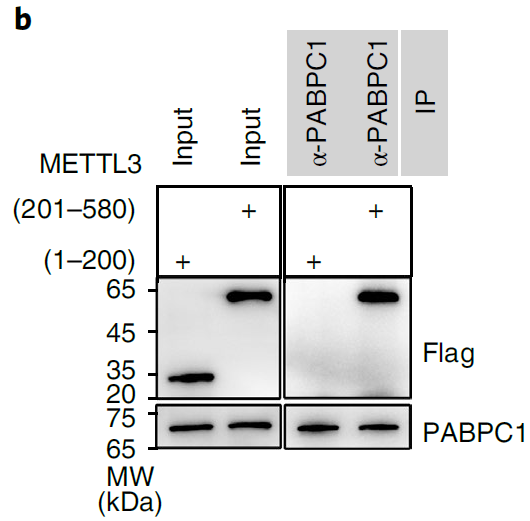 b
Input
Input
α-PABPC1
α-PABPC1
IP
METTL3
(201–580)
+
+
(1–200)
+
+
65
45
35
20
Flag
75
65
PABPC1
MW
(kDa)